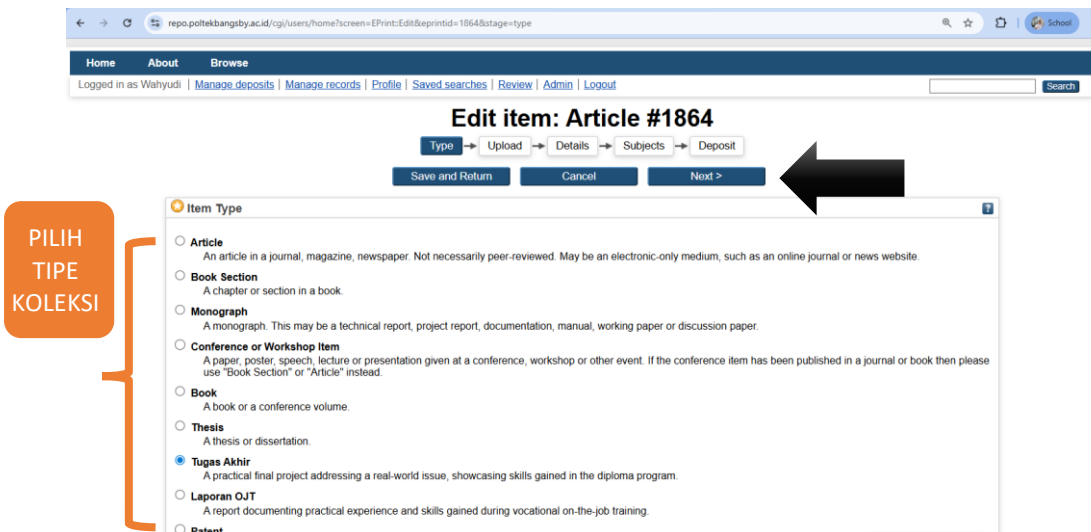 repo.poltekbangsby.ac.id/cgi/users/home?screen=EPrint::Edit&eprintid=1864&stage=type
School
Home About Browse
Logged in as Wahyudi | Manage deposits | Manage records | Profile | Saved searches | Review | Admin | Logout
Search
Edit item: Article #1864
Type Upload Details Subjects Deposit
Save and Return Cancel Next >
Item Type
?
PILIH
TIPE
KOLEKSI
Article
An article in a journal, magazine, newspaper. Not necessarily peer-reviewed. May be an electronic-only medium, such as an online journal or news website.
Book Section
A chapter or section in a book.
Monograph
A monograph. This may be a technical report, project report, documentation, manual, working paper or discussion paper.
Conference or Workshop Item
A paper, poster, speech, lecture or presentation given at a conference, workshop or other event. If the conference item has been published in a journal or book then please
use "Book Section" or "Article" instead.
Book
A book or a conference volume.
Thesis
A thesis or dissertation.
Tugas Akhir
A practical final project addressing a real-world issue, showcasing skills gained in the diploma program.
Laporan OJT
A report documenting practical experience and skills gained during vocational on-the-job training.
Patent